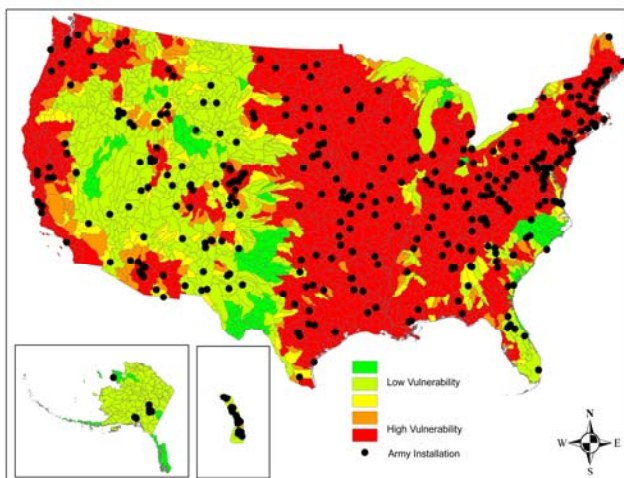 Low Vulnerability
High Vulnerability
Army Installation
N
W E
S